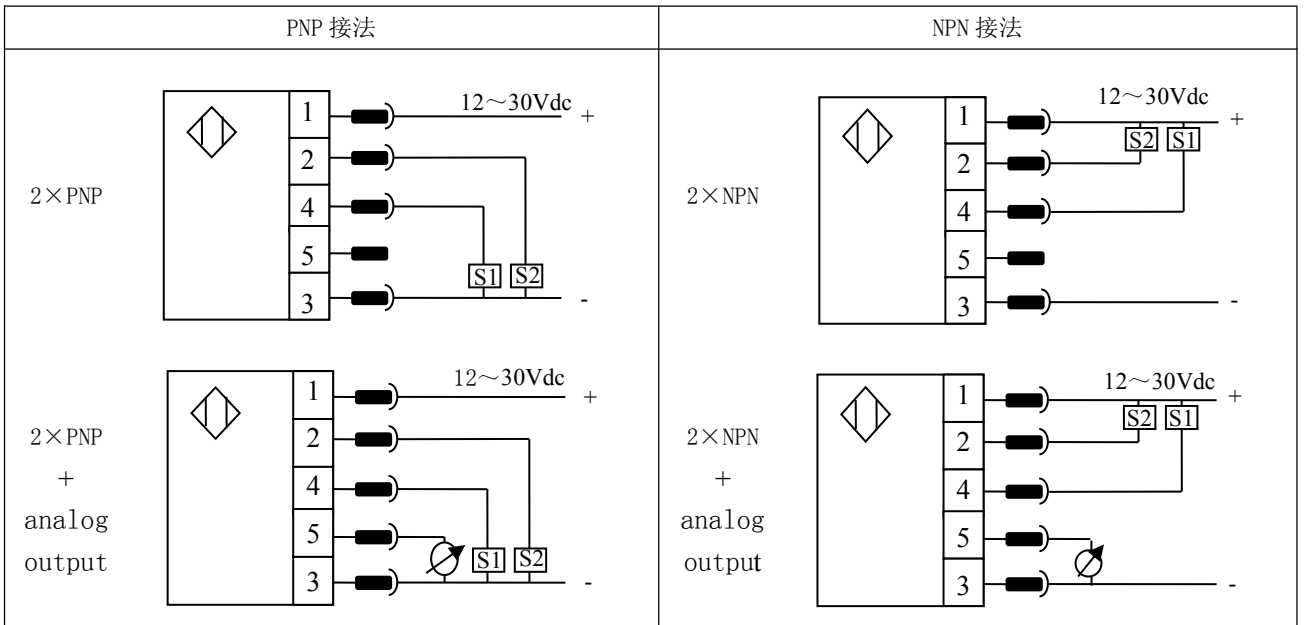 PNP 接法
NPN 接法
2×PNP
1
2
4
5
3
12～30Vdc
+
S1
S2
-
2×NPN
1
2
4
5
3
12～30Vdc
+
S2
S1
-
2×PNP
+
analog
output
1
2
4
5
3
12～30Vdc
+
S1
S2
-
2×NPN
+
analog
output
1
2
4
5
3
12～30Vdc
+
S2
S1
-